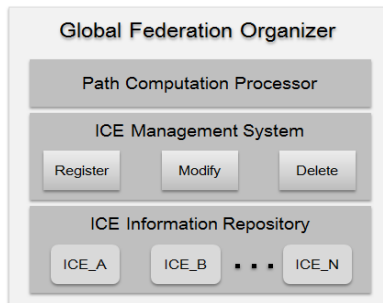 Global Federation Organizer
Path Computation Processor
ICE Management System
Register Modify Delete
ICE Information Repository
ICE_A ICE_B ... ICE_N